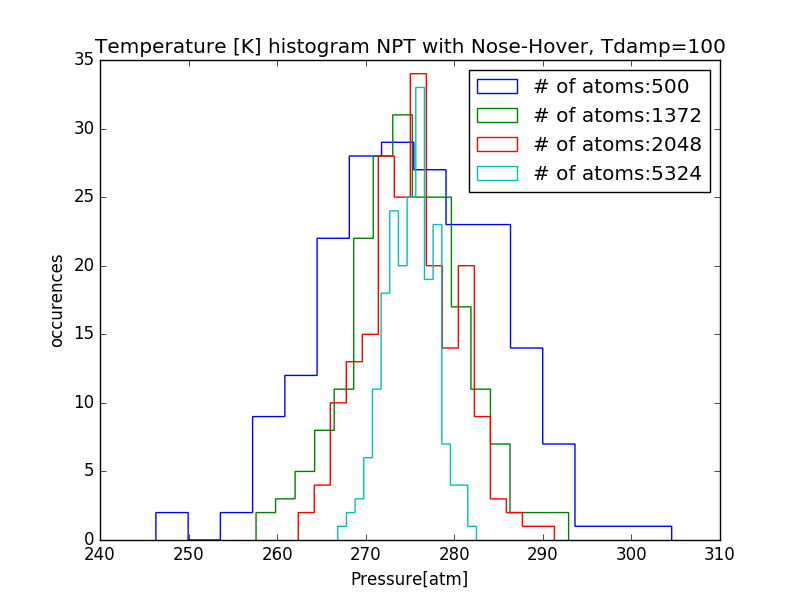 Temperature [K] histogram NPT with Nose-Hover, Tdamp=100
# of atoms:500
# of atoms:1372
# of atoms:2048
# of atoms:5324
occurences
35
30
25
20
15
10
5
0
240 250 260 270 280 290 300 310
Pressure[atm]